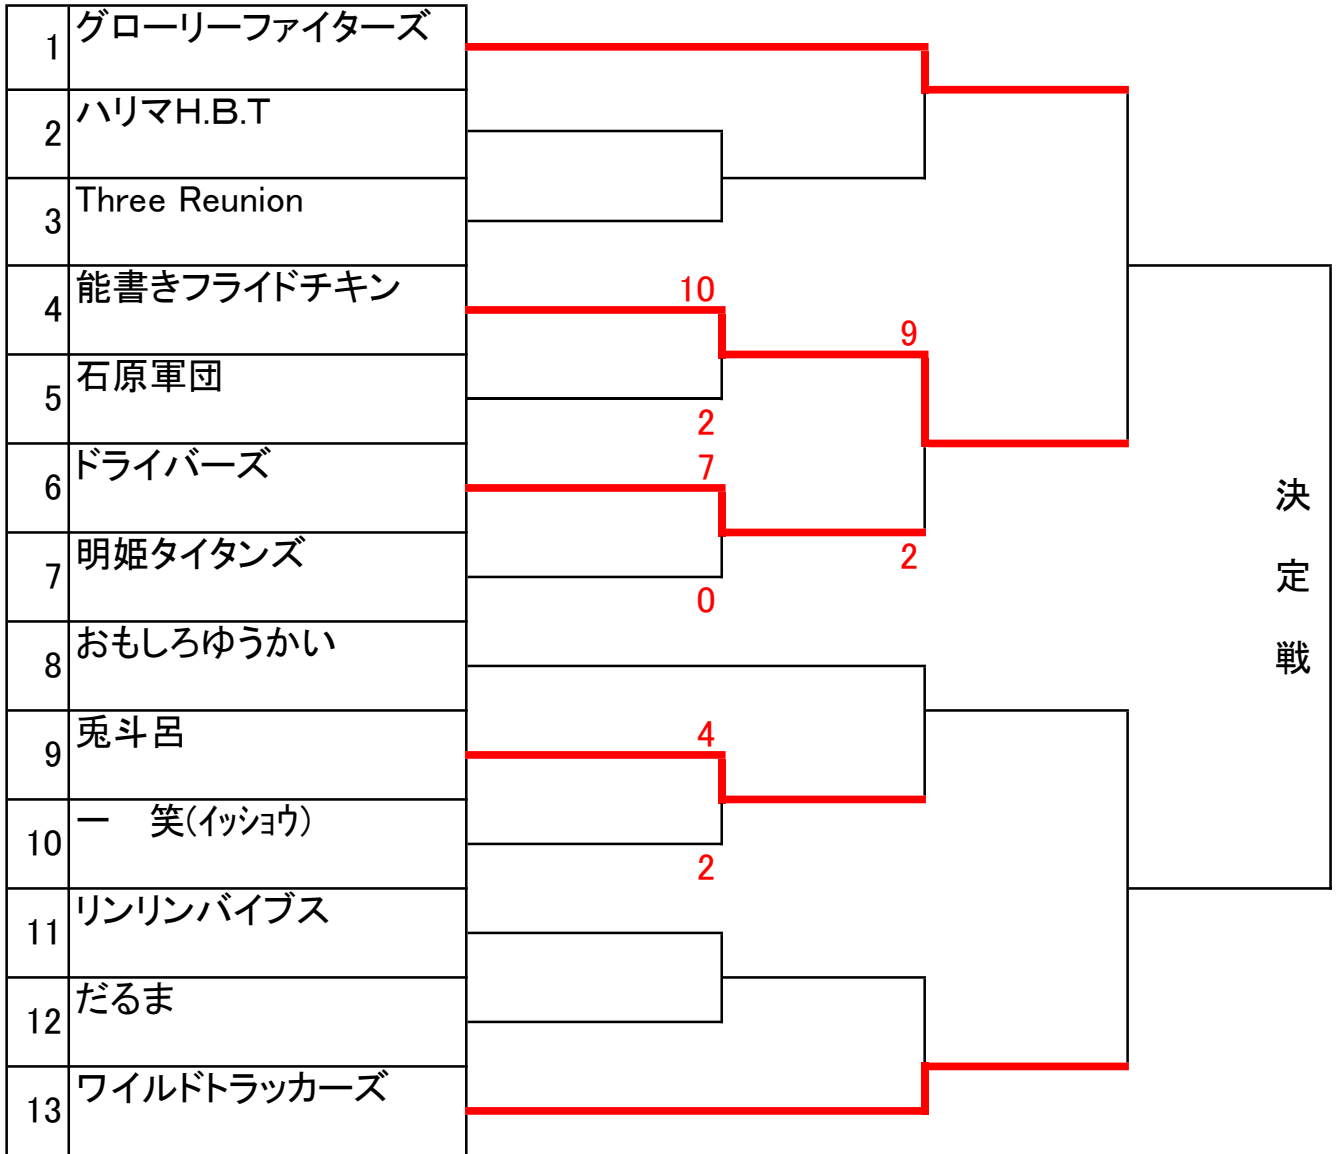 1 グローリーファイターズ
2 ハリマH.B.T
3 Three Reunion
4 能書きフライドチキン 10
9
5 石原軍団
2
6 ドライバーズ 7
7 明姫タイタンズ
2
0
8 おもしろゆうかい
9 兎斗呂 4
10 一　笑(ｲｯｼｮｳ)
2
11 リンリンバイブス
12 だるま
13 ワイルドトラッカーズ
決
定
戦